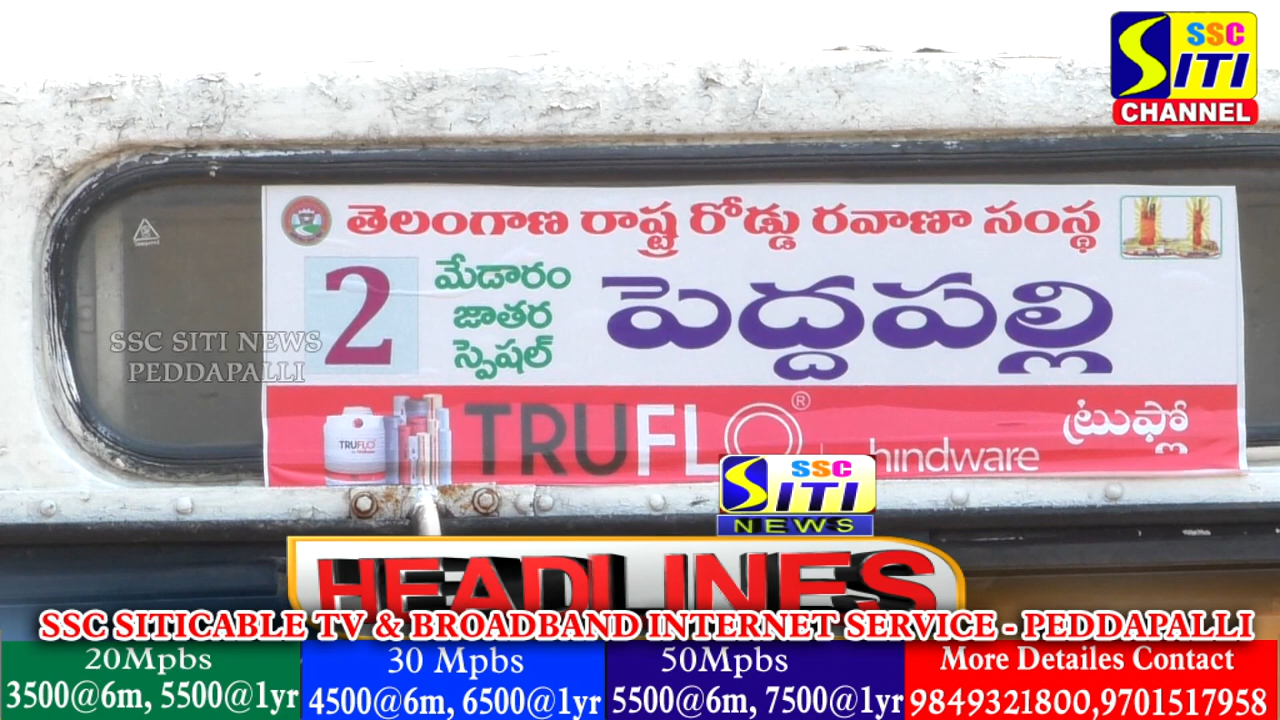 SSC
SITI
CHANNEL
తెలంగాణ రాష్ట్ర రోడ్డు రవాణా సంస్థ
2
మేడారం
జాతర
స్పెషల్
పెద్దపల్లి
SSC SITI NEWS
PEDDAPALLI
TRUFLO
TRUFLO®
hindware
ట్రుఫ్లో
SSC
SITI
NEWS
HEADLINES
SSC SITICABLE TV & BROADBAND INTERNET SERVICE - PEDDAPALLI
20Mpbs
3500@6m, 5500@1yr
30 Mpbs
4500@6m, 6500@1yr
50Mpbs
5500@6m, 7500@1yr
More Detailes Contact
9849321800,9701517958